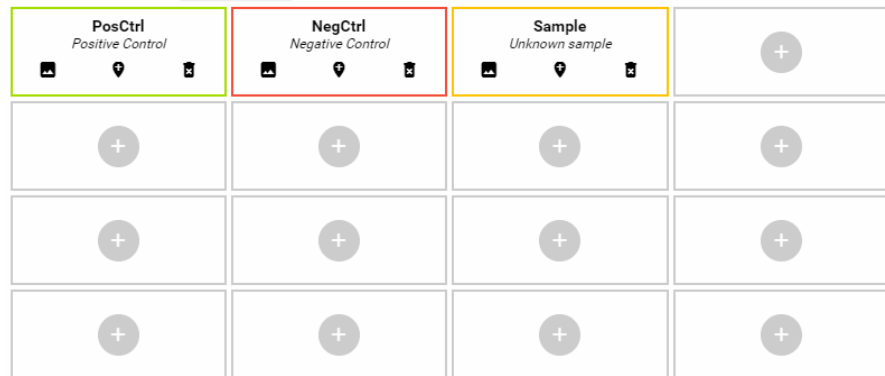 PosCtrl
Positive Control
NegCtrl
Negative Control
Sample
Unknown sample